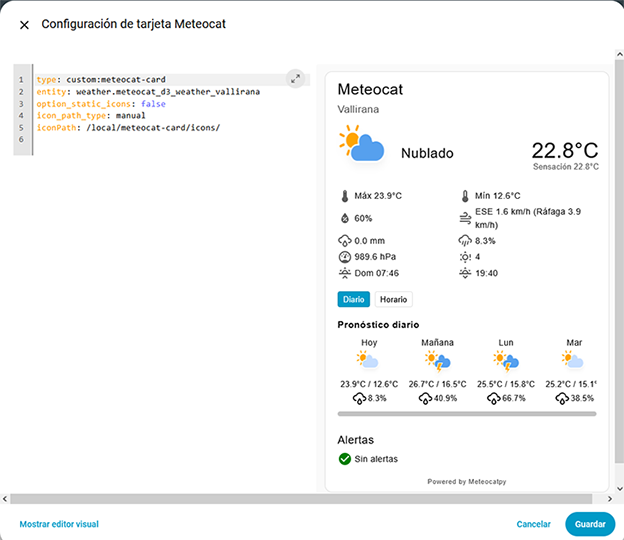 Configuración de tarjeta Meteocat
1 type: custom:meteocat-card
2 entity: weather.meteocat_d3_weather_vallirana
3 option_static_icons: false
4 icon_path_type: manual
5 iconPath: /local/meteocat-card/icons/
6
Meteocat
Vallirana
Nublado
22.8°C
Sensación 22.8°C
Máx 23.9°C
Mín 12.6°C
60%
ESE 1.6 km/h (Ráfaga 3.9
km/h)
0.0 mm
8.3%
989.6 hPa
4
Dom 07:46
19:40
Diario Horario
Pronóstico diario
Hoy Mañana Lun Mar
23.9°C / 12.6°C 26.7°C / 16.5°C 25.5°C / 15.8°C 25.2°C / 15.1°
8.3% 40.9% 66.7% 38.5%
Alertas
Sin alertas
Powered by Meteocatpy
Mostrar editor visual
Cancelar
Guardar